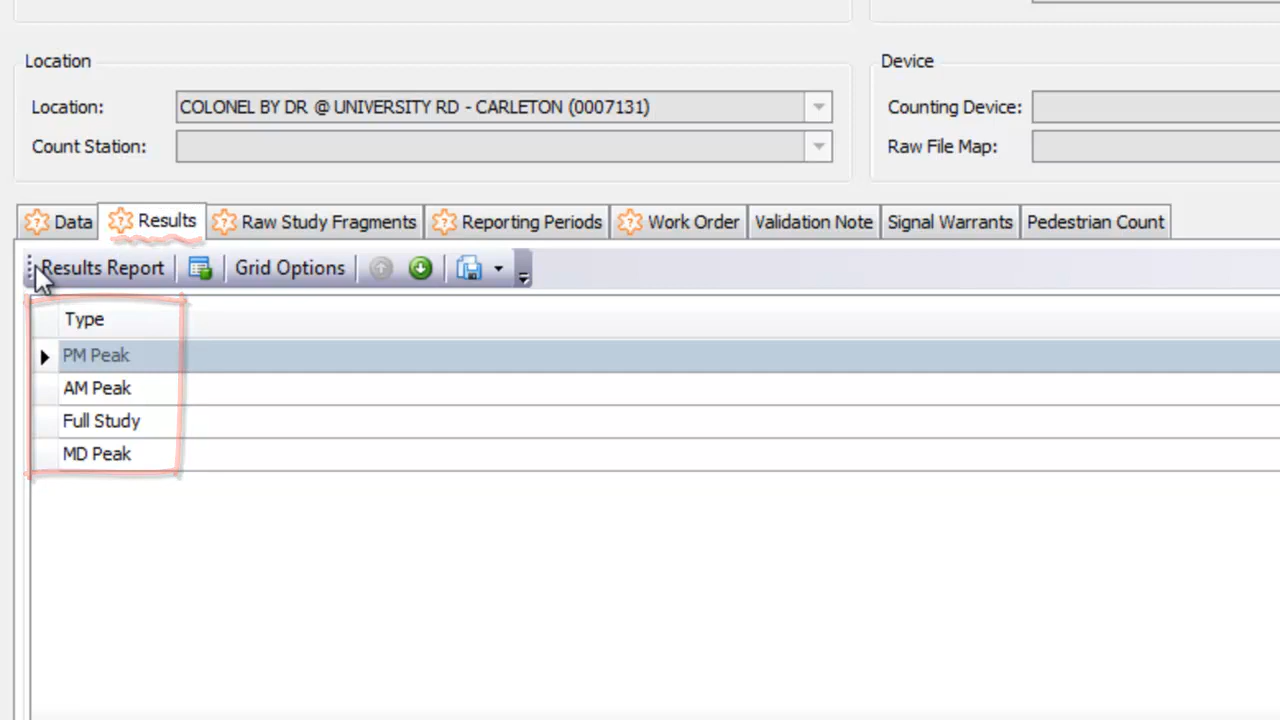 Location
Device
Location: COLONEL BY DR @ UNIVERSITY RD - CARLETON (0007131)
Counting Device:
Count Station:
Raw File Map:
Data Results Raw Study Fragments Reporting Periods Work Order Validation Note Signal Warrants Pedestrian Count
Results Report Grid Options
Type
PM Peak
AM Peak
Full Study
MD Peak